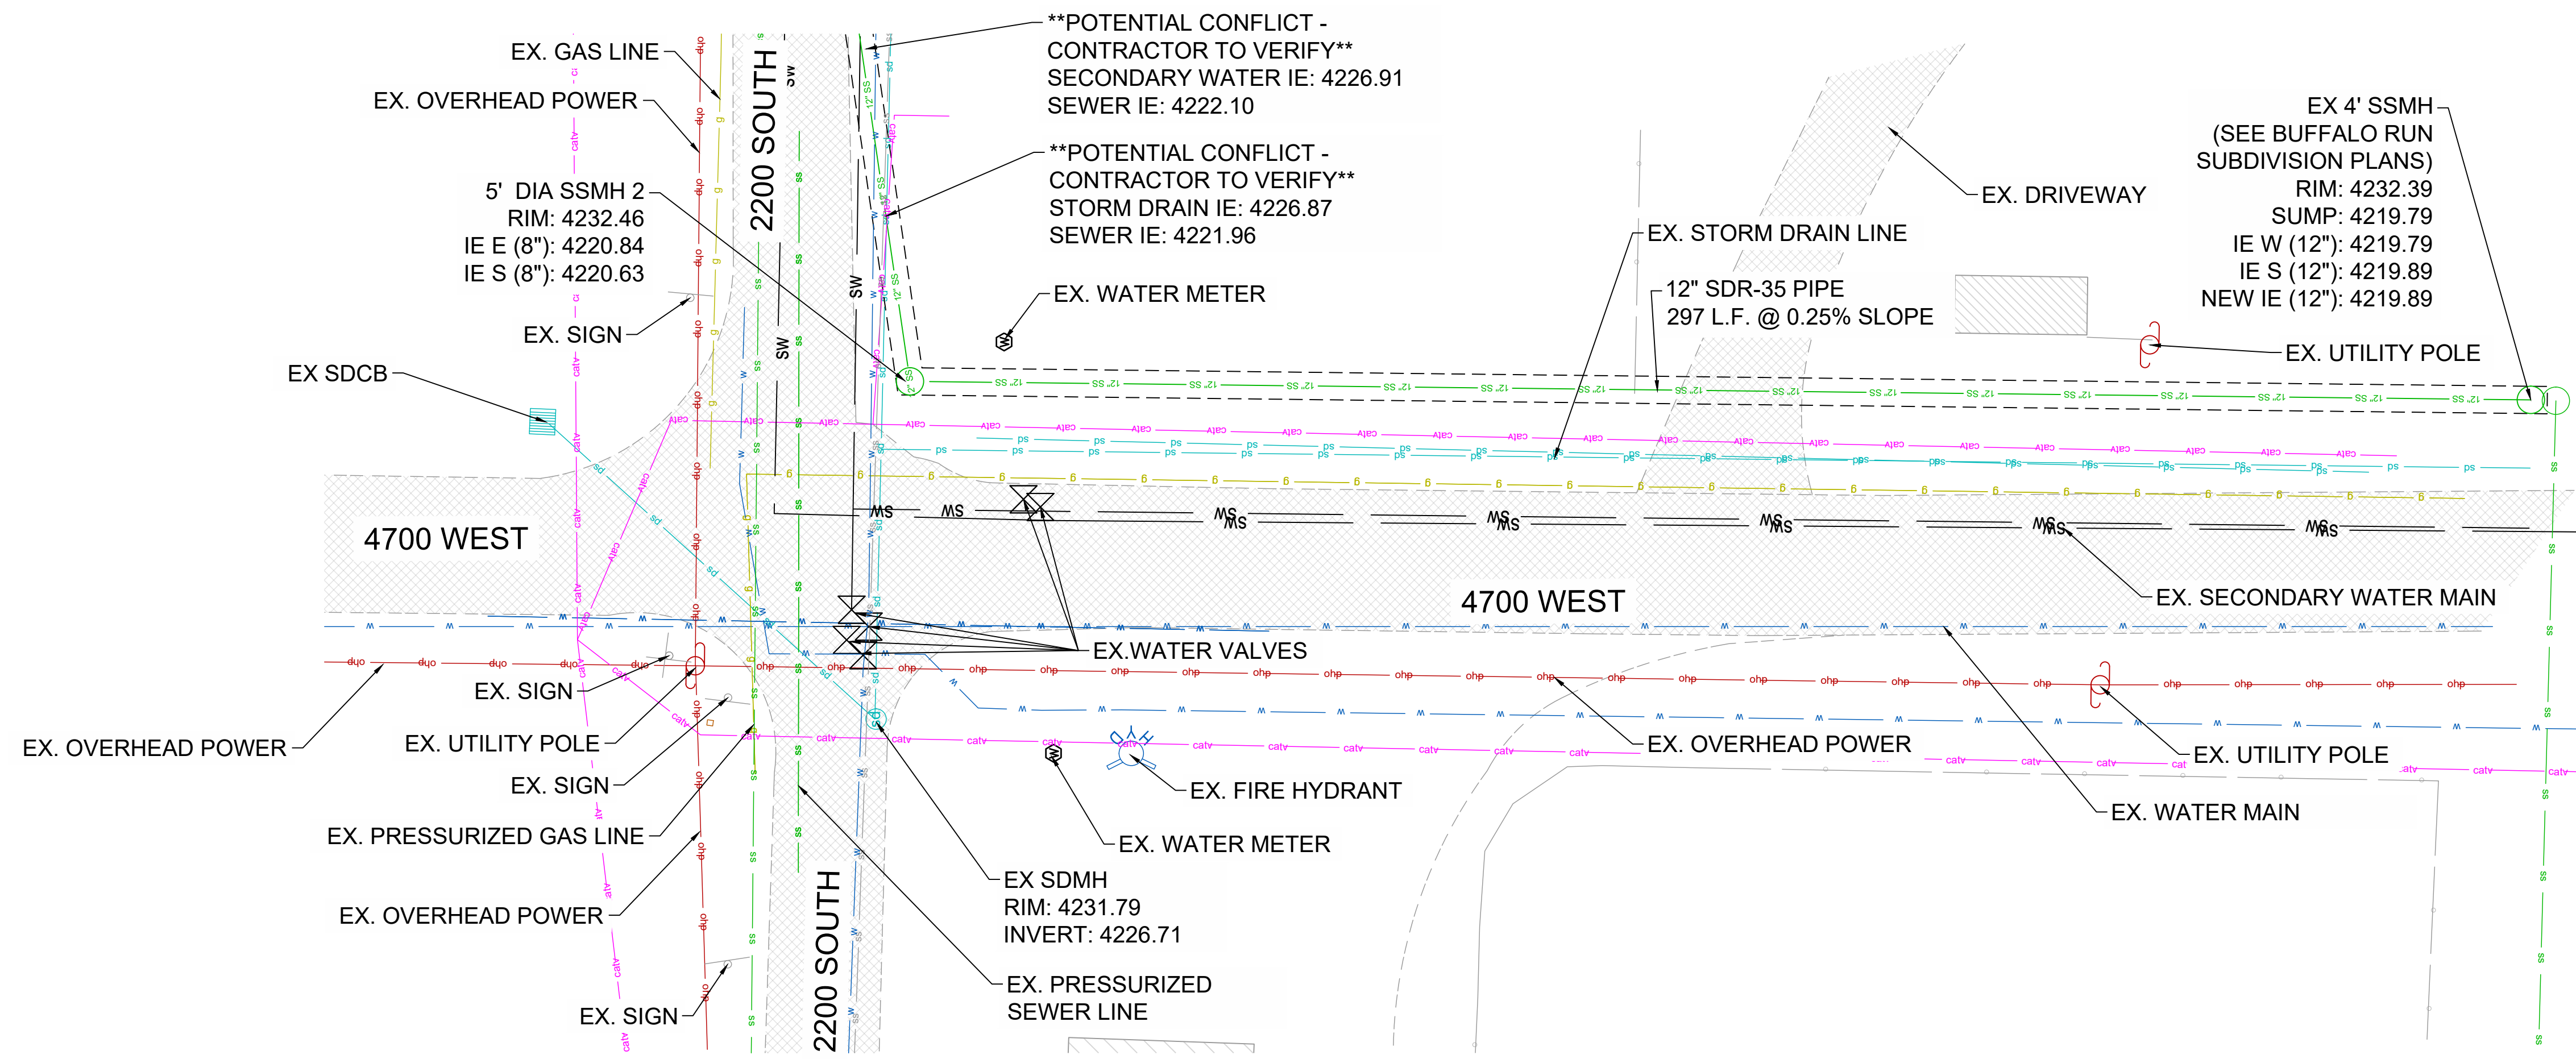 **POTENTIAL CONFLICT -
CONTRACTOR TO VERIFY**
SECONDARY WATER IE: 4226.91
SEWER IE: 4222.10
EX. GAS LINE
EX. OVERHEAD POWER
2200 SOUTH
**POTENTIAL CONFLICT -
CONTRACTOR TO VERIFY**
STORM DRAIN IE: 4226.87
SEWER IE: 4221.96
5' DIA SSMH 2
RIM: 4232.46
IE E (8"): 4220.84
IE S (8"): 4220.63
EX 4' SSMH
(SEE BUFFALO RUN
SUBDIVISION PLANS)
RIM: 4232.39
SUMP: 4219.79
IE W (12"): 4219.79
IE S (12"): 4219.89
NEW IE (12"): 4219.89
EX. DRIVEWAY
EX. STORM DRAIN LINE
12" SDR-35 PIPE
297 L.F. @ 0.25% SLOPE
EX. WATER METER
EX. SIGN
EX. UTILITY POLE
EX SDCB
4700 WEST
4700 WEST
EX. SECONDARY WATER MAIN
EX.WATER VALVES
EX. SIGN
EX. OVERHEAD POWER
EX. UTILITY POLE
EX. SIGN
EX. OVERHEAD POWER
EX. UTILITY POLE
HYD
EX. FIRE HYDRANT
EX. WATER MAIN
EX. PRESSURIZED GAS LINE
EX. WATER METER
EX SDMH
RIM: 4231.79
INVERT: 4226.71
EX. OVERHEAD POWER
2200 SOUTH
EX. PRESSURIZED
SEWER LINE
EX. SIGN